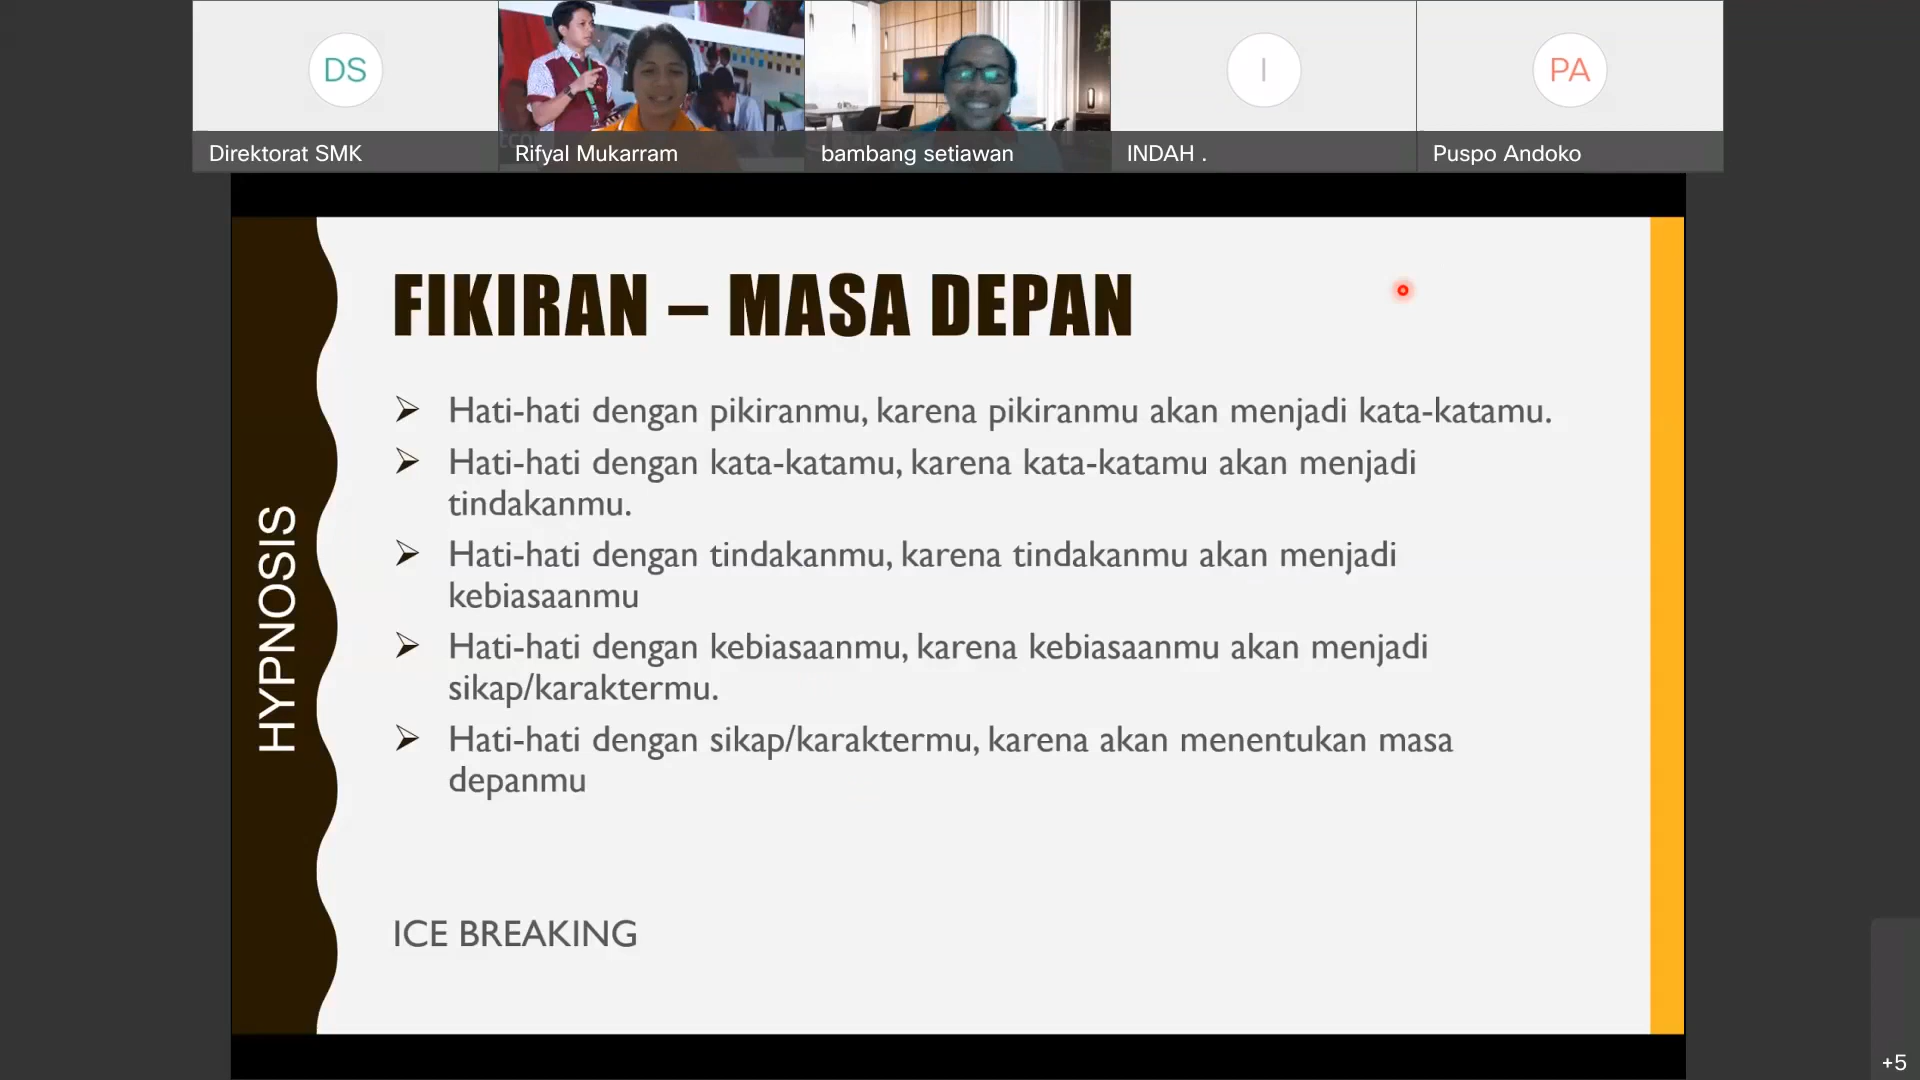 DS
I
PA
Direktorat SMK
Rifyal Mukarram
bambang setiawan
INDAH .
Puspo Andoko
HYPNOSIS
FIKIRAN – MASA DEPAN
Hati-hati dengan pikiranmu, karena pikiranmu akan menjadi kata-katamu.
Hati-hati dengan kata-katamu, karena kata-katamu akan menjadi
tindakanmu.
Hati-hati dengan tindakanmu, karena tindakanmu akan menjadi
kebiasaanmu
Hati-hati dengan kebiasaanmu, karena kebiasaanmu akan menjadi
sikap/karaktermu.
Hati-hati dengan sikap/karaktermu, karena akan menentukan masa
depanmu
ICE BREAKING
+5